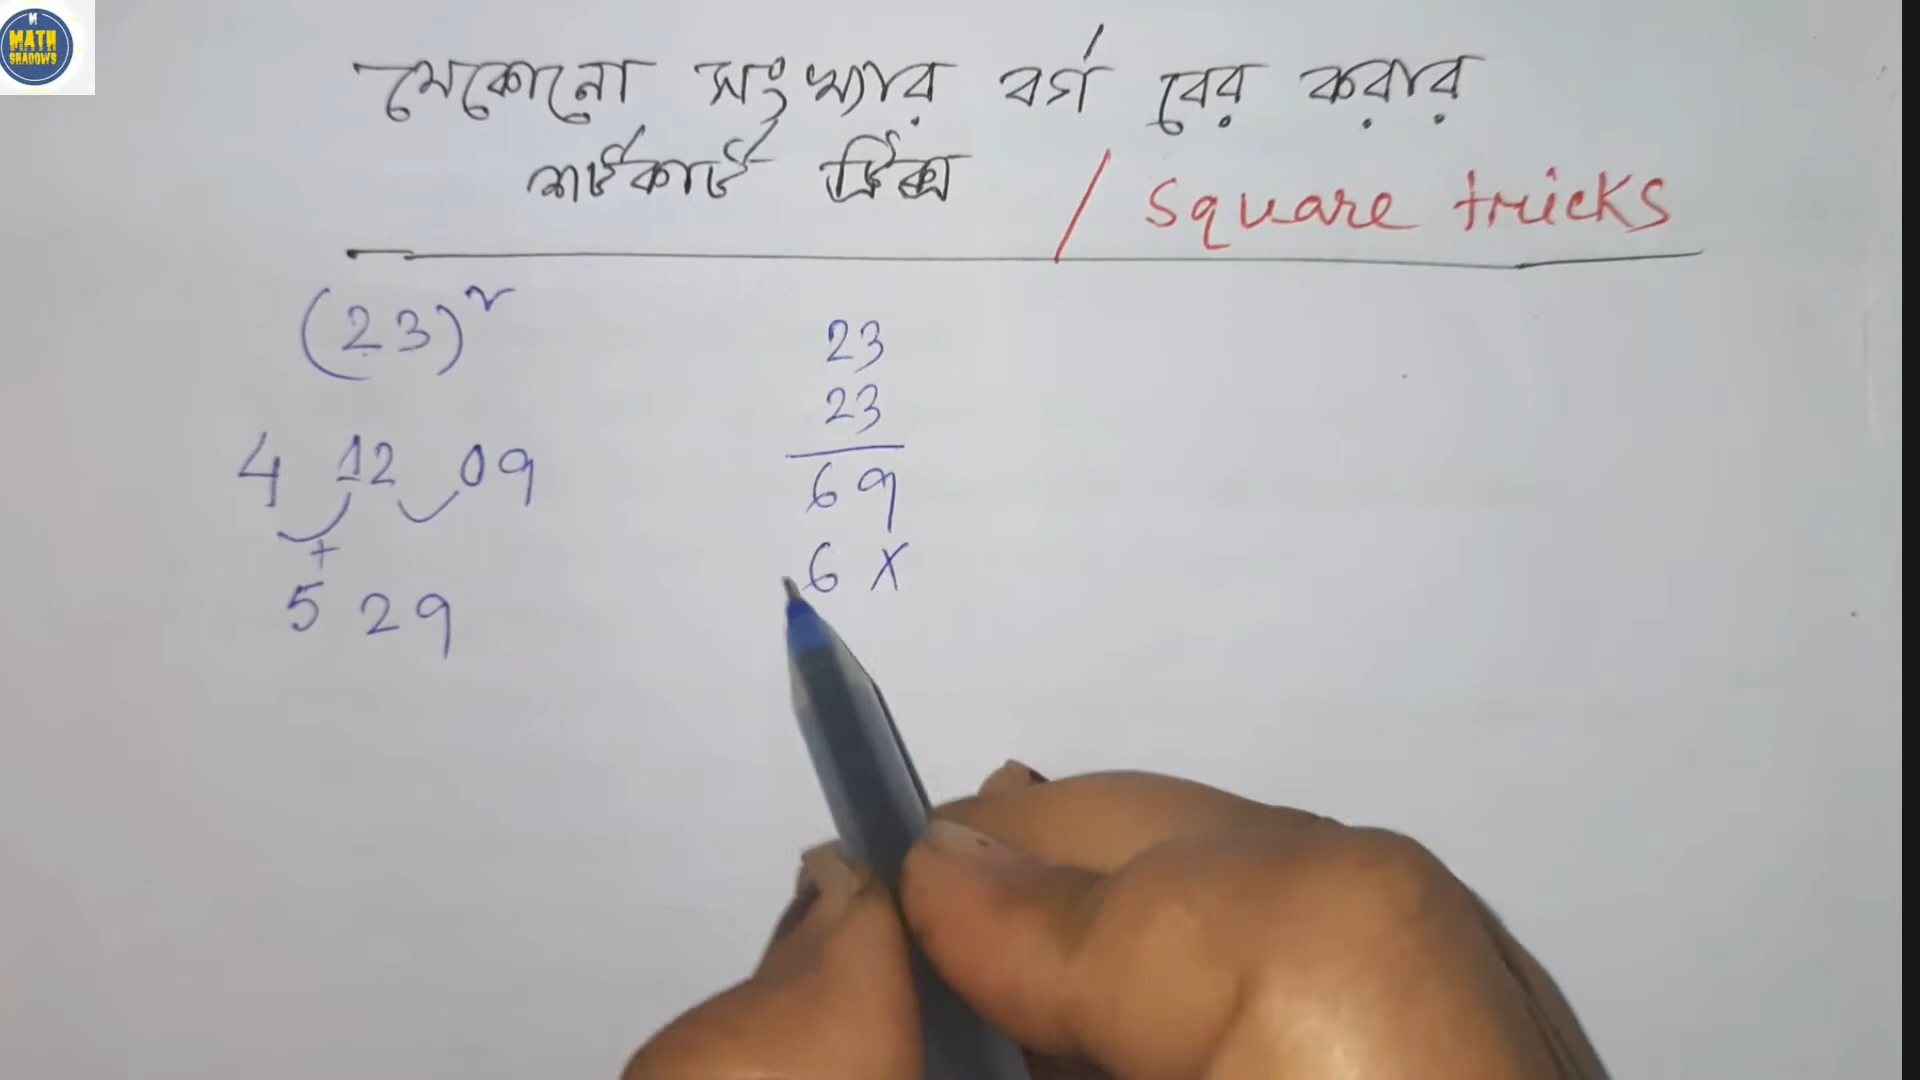 M
MATH
SHADOWS
যেকোনো সংখ্যার বর্গ বের করার
শর্টকার্ট ট্রিক্স / Square tricks
(23)²
4 12 09
+
5 29
23
23
69
6 X